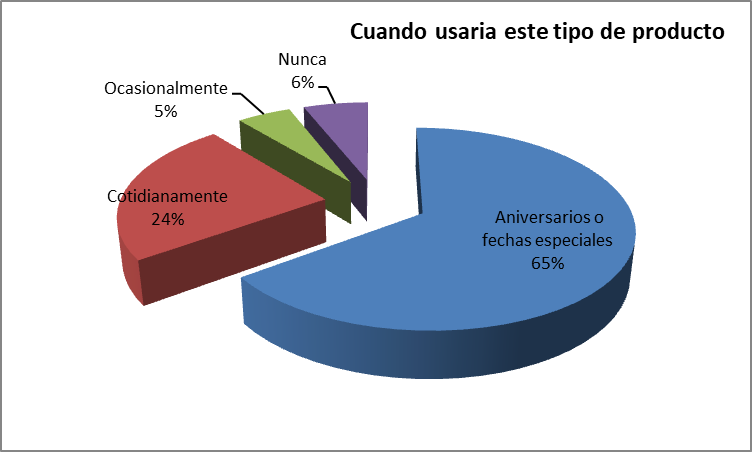 Cuando usaria este tipo de producto
Nunca
6%
Ocasionalmente
5%
Cotidianamente
24%
Aniversarios o
fechas especiales
65%